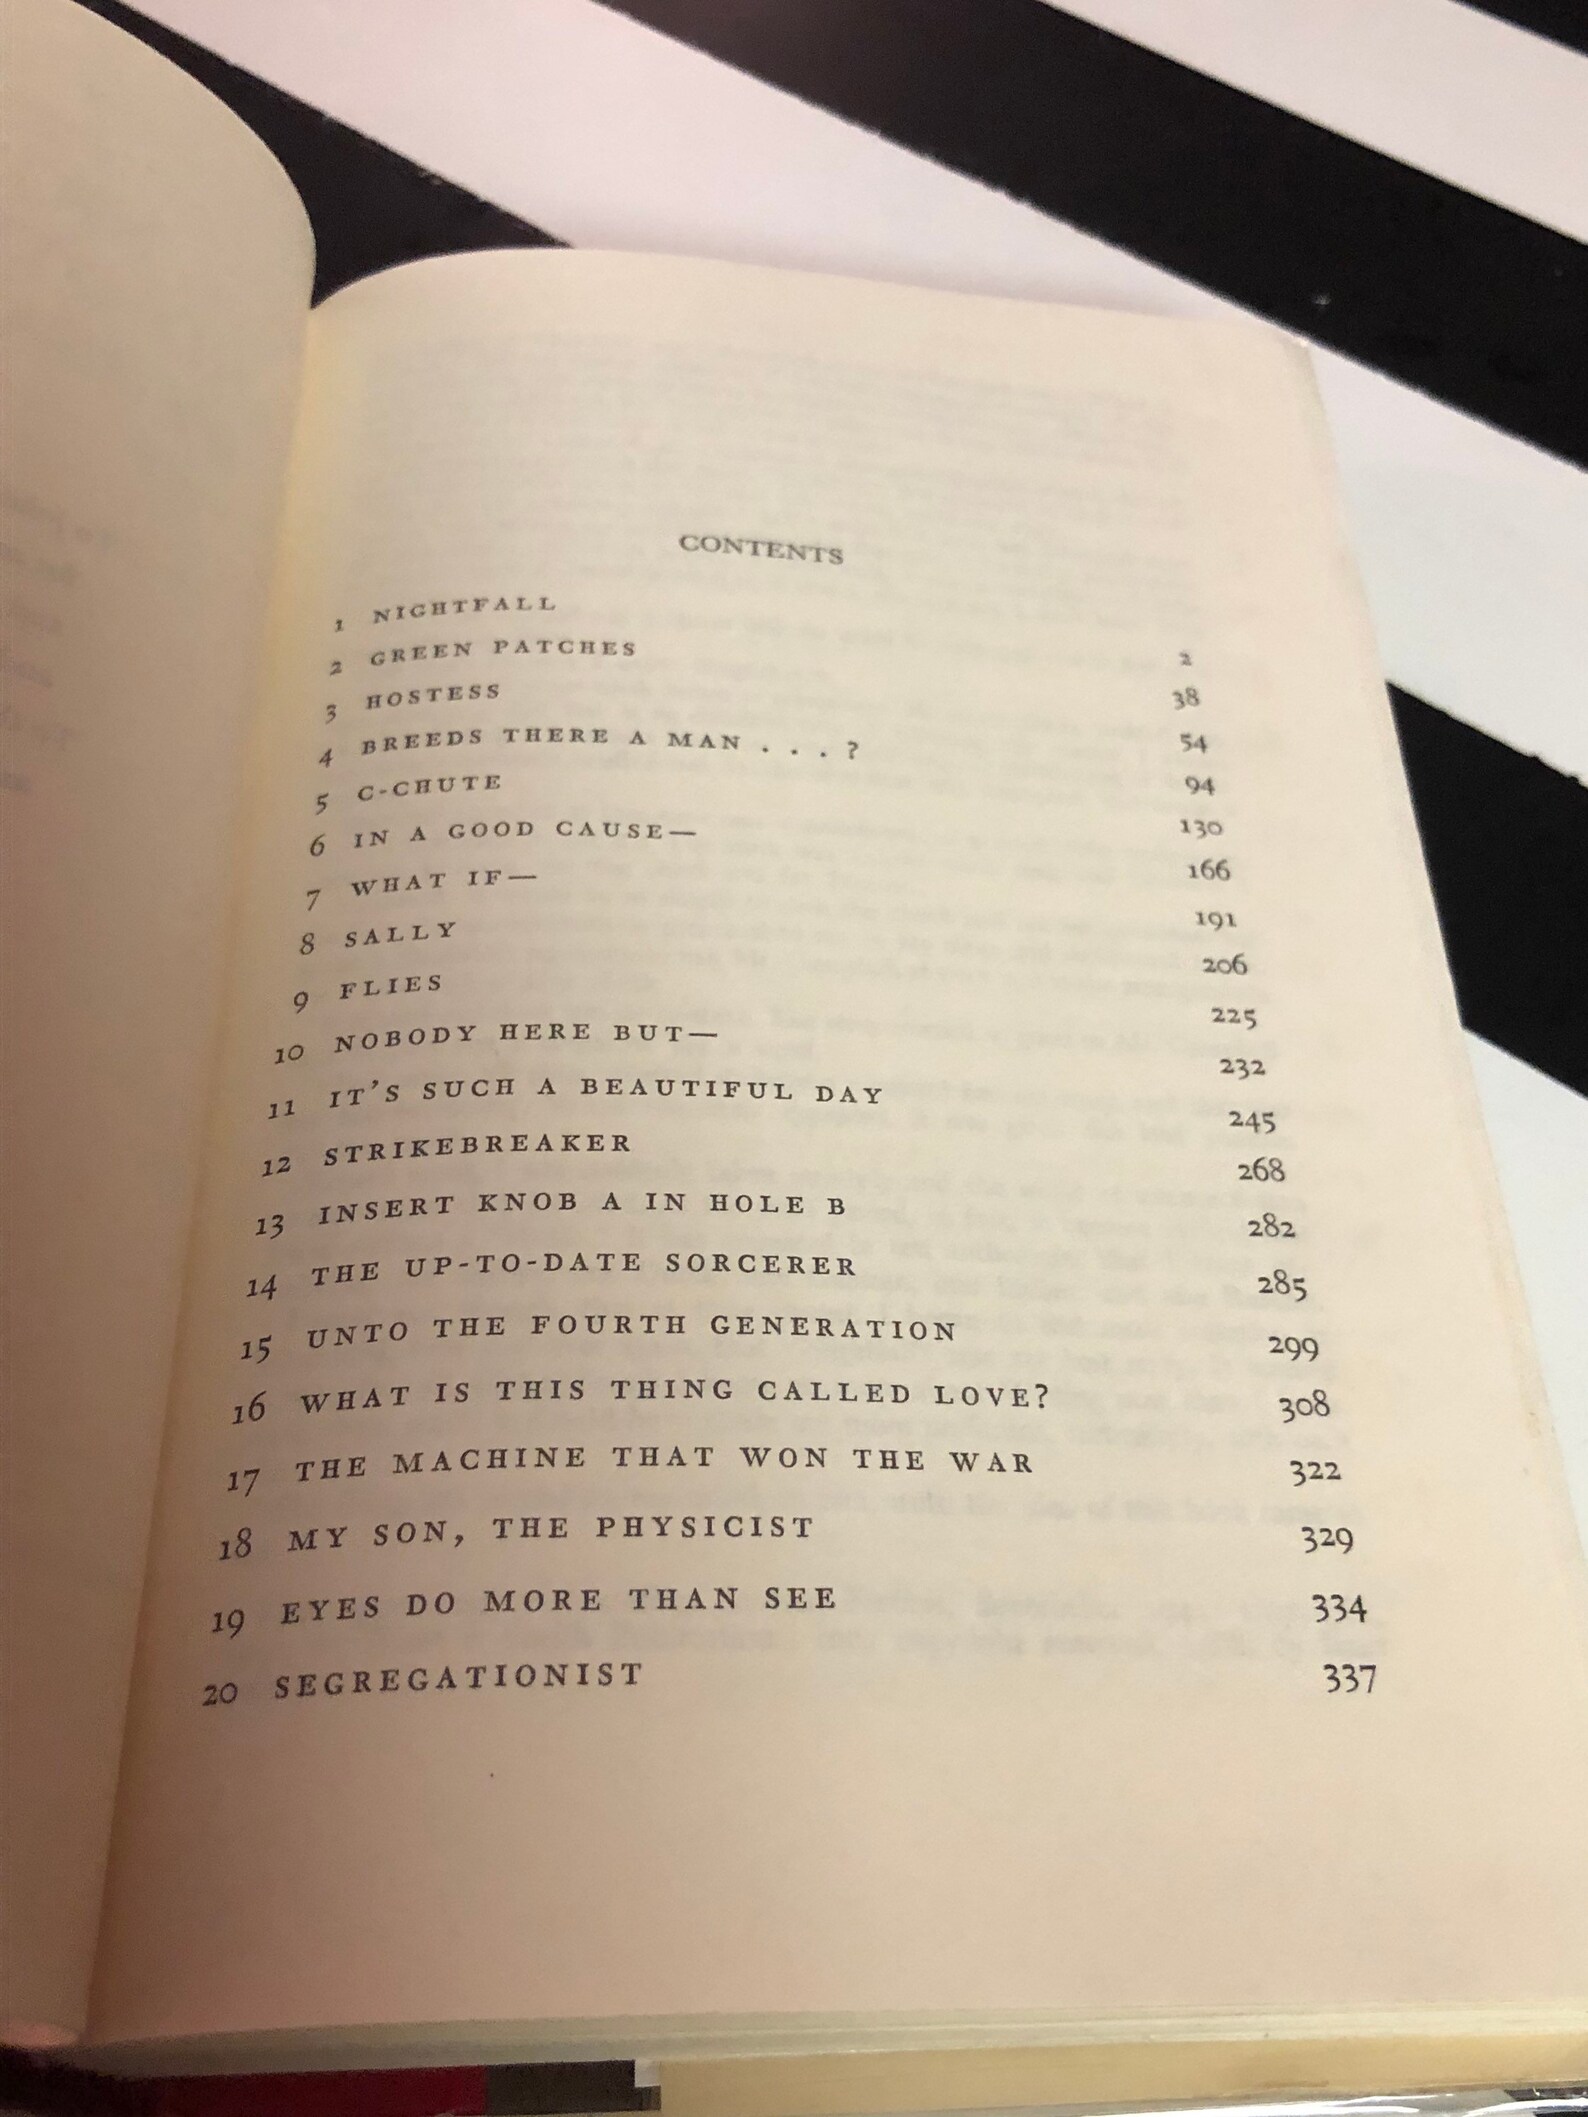 CONTENTS
1 NIGHTFALL 2
2 GREEN PATCHES 38
3 HOSTESS 54
4 BREEDS THERE A MAN . . . ? 94
5 C-CHUTE 130
6 IN A GOOD CAUSE— 166
7 WHAT IF— 191
8 SALLY 206
9 FLIES 225
10 NOBODY HERE BUT— 232
11 IT'S SUCH A BEAUTIFUL DAY 245
12 STRIKEBREAKER 268
13 INSERT KNOB A IN HOLE B 282
14 THE UP-TO-DATE SORCERER 285
15 UNTO THE FOURTH GENERATION 299
16 WHAT IS THIS THING CALLED LOVE? 308
17 THE MACHINE THAT WON THE WAR 322
18 MY SON, THE PHYSICIST 329
19 EYES DO MORE THAN SEE 334
20 SEGREGATIONIST 337